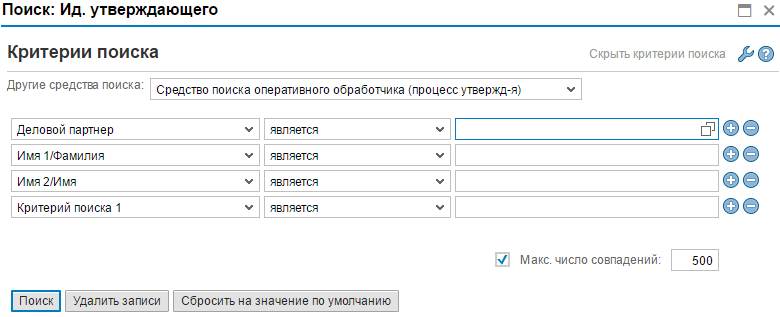 Поиск: Ид. утверждающего
Критерии поиска
Скрыть критерии поиска
Другие средства поиска: Средство поиска оперативного обработчика (процесс утвержд-я)
Деловой партнер является
Имя 1/Фамилия является
Имя 2/Имя является
Критерий поиска 1 является
Макс. число совпадений: 500
Поиск Удалить записи Сбросить на значение по умолчанию